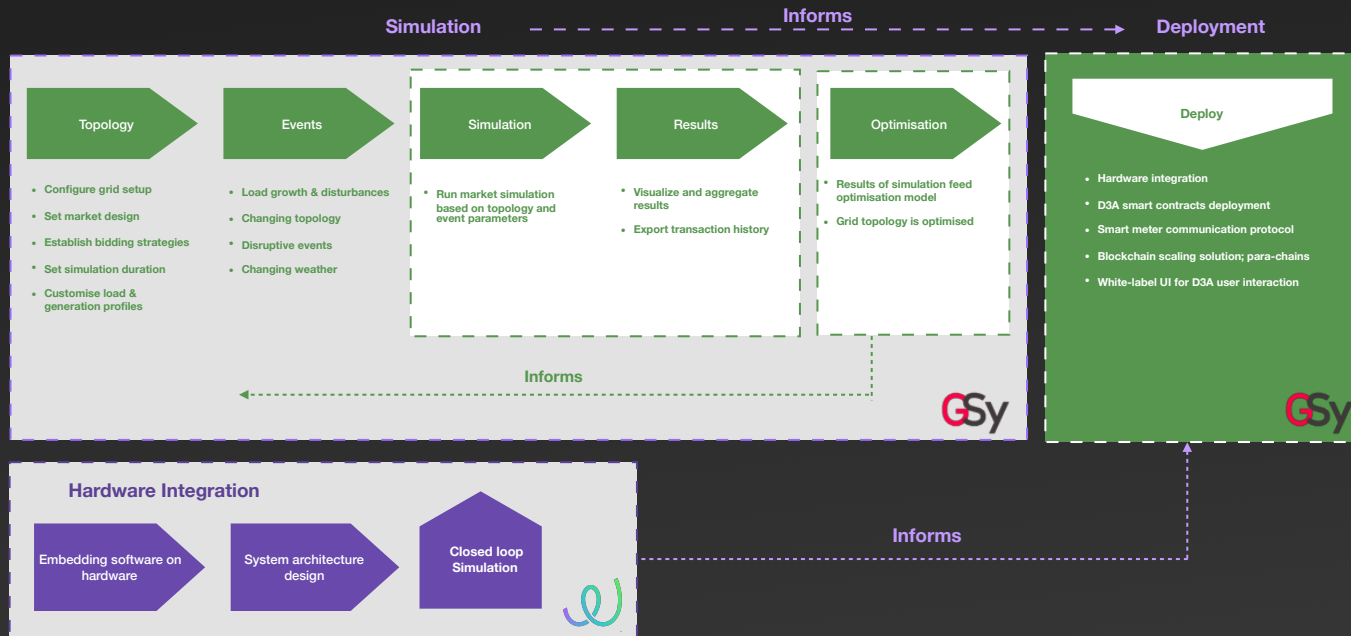 Simulation
Informs
Deployment
Topology
• Configure grid setup
• Set market design
• Establish bidding strategies
• Set simulation duration
• Customise load &
generation profiles
Events
• Load growth & disturbances
• Changing topology
• Disruptive events
• Changing weather
Simulation
• Run market simulation
based on topology and
event parameters
Results
• Visualize and aggregate
results
• Export transaction history
Optimisation
• Results of simulation feed
optimisation model
• Grid topology is optimised
Informs
GSy
Deploy
• Hardware integration
• D3A smart contracts deployment
• Smart meter communication protocol
• Blockchain scaling solution; para-chains
• White-label UI for D3A user interaction
GSy
Hardware Integration
Embedding software on
hardware
System architecture
design
Closed loop
Simulation
Informs